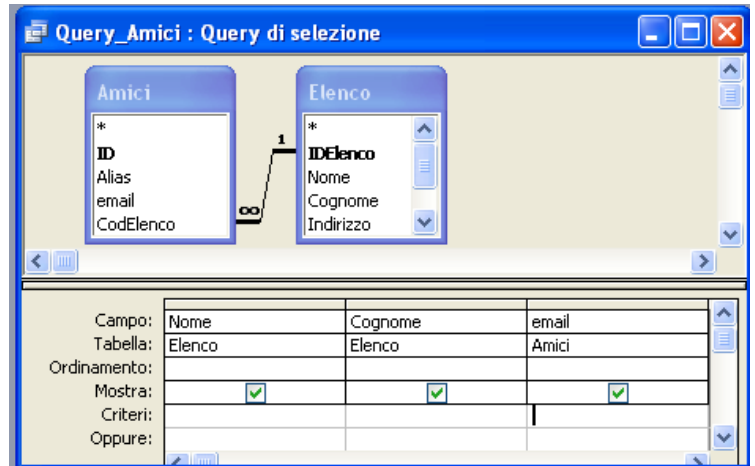 Query_Amici : Query di selezione
Amici
*
ID
Alias
email
CodElenco
∞
1
Elenco
*
IDElenco
Nome
Cognome
Indirizzo
Campo: Nome Cognome email
Tabella: Elenco Elenco Amici
Ordinamento:
Mostra:
Criteri:
Oppure: